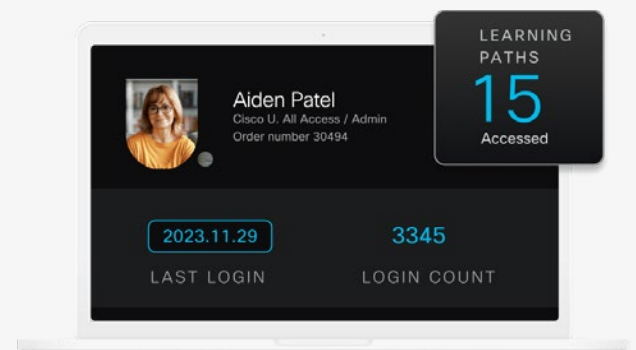 LEARNING
PATHS
15
Accessed
Aiden Patel
Cisco U. All Access / Admin
Order number 30494
2023.11.29
LAST LOGIN
3345
LOGIN COUNT